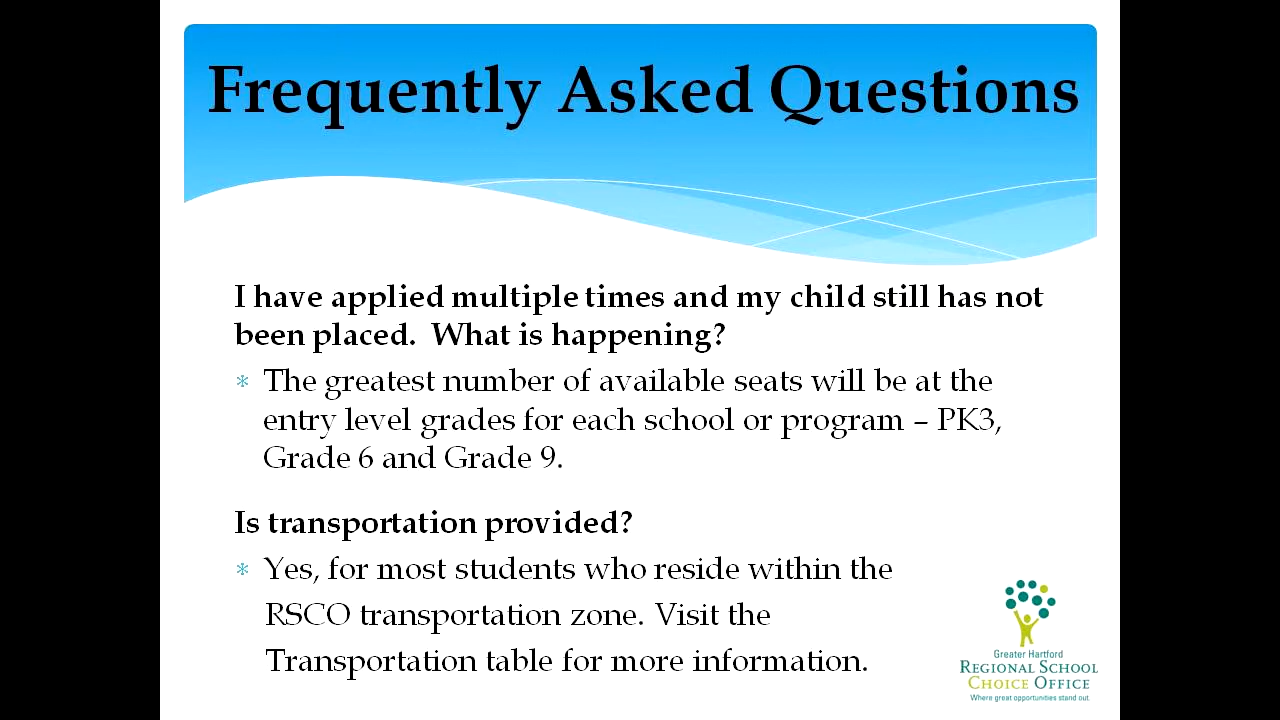 Frequently Asked Questions
I have applied multiple times and my child still has not
been placed.  What is happening?
* The greatest number of available seats will be at the
entry level grades for each school or program – PK3,
Grade 6 and Grade 9.
Is transportation provided?
* Yes, for most students who reside within the
RSCO transportation zone. Visit the
Transportation table for more information.
Greater Hartford
REGIONAL SCHOOL
CHOICE OFFICE
Where great opportunities stand out.